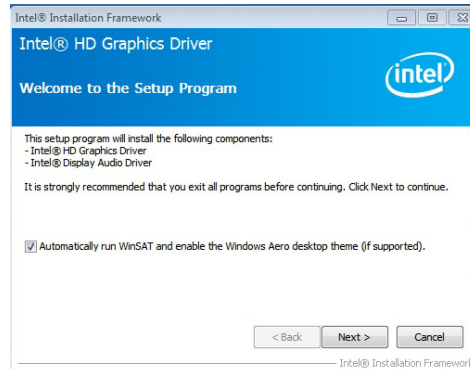 Intel® Installation Framework
Intel® HD Graphics Driver
intel
Welcome to the Setup Program
This setup program will install the following components:
- Intel® HD Graphics Driver
- Intel® Display Audio Driver
It is strongly recommended that you exit all programs before continuing. Click Next to continue.
Automatically run WinSAT and enable the Windows Aero desktop theme (if supported).
< Back Next > Cancel
Intel® Installation Framework